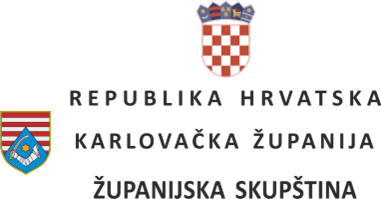 REPUBLIKA HRVATSKA
KARLOVAČKA ŽUPANIJA
ŽUPANIJSKA SKUPŠTINA